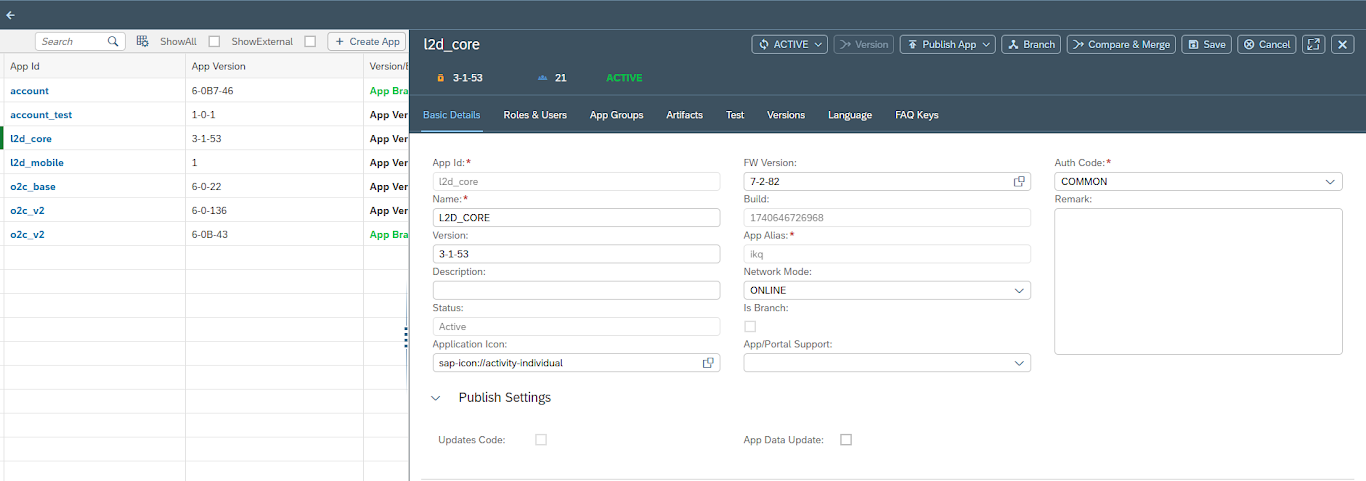 l2d_core
ACTIVE
Version
Publish App
Branch
Compare & Merge
Save
Cancel
Search
ShowAll
ShowExternal
Create App
3-1-53
21
ACTIVE
App Id
App Version
Version/B
account
6-0B7-46
App Bra
account_test
1-0-1
App Ver
l2d_core
3-1-53
App Ver
l2d_mobile
1
App Ver
o2c_base
6-0-22
App Ver
o2c_v2
6-0-136
App Ver
o2c_v2
6-0B-43
App Bra
Basic Details
Roles & Users
App Groups
Artifacts
Test
Versions
Language
FAQ Keys
App Id:*
l2d_core
Name:*
L2D_CORE
Version:
3-1-53
Description:
Status:
Active
Application Icon:
sap-icon://activity-individual
FW Version:
7-2-82
Build:
1740646726968
App Alias:*
ikq
Network Mode:
ONLINE
Is Branch:
App/Portal Support:
Auth Code:*
COMMON
Remark:
Publish Settings
Updates Code:
App Data Update: